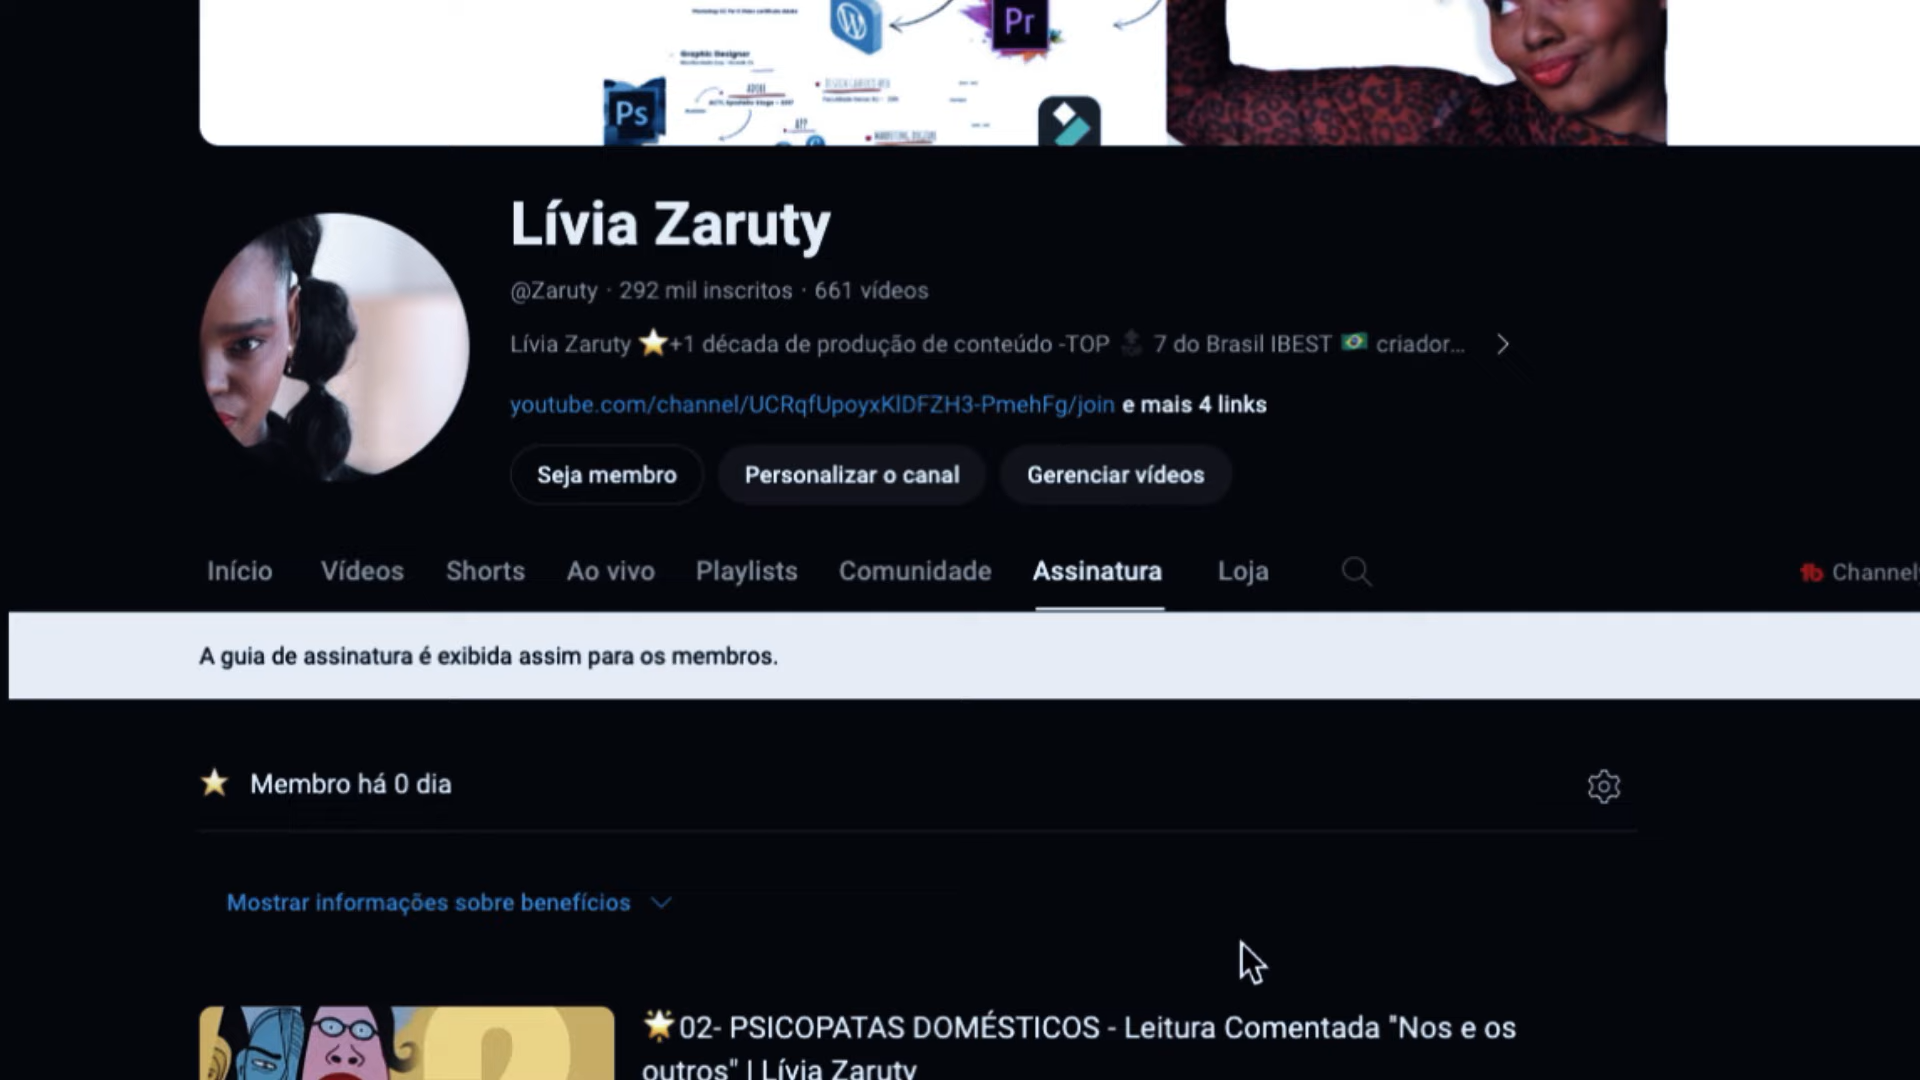 Pr
Graphic Designer
Ps
Lívia Zaruty
@Zaruty · 292 mil inscritos · 661 vídeos
Lívia Zaruty ⭐+1 década de produção de conteúdo -TOP 🔝 7 do Brasil IBEST 🇧🇷 criador...
youtube.com/channel/UCRqfUpoyxKlDFZH3-PmehFg/join e mais 4 links
Seja membro Personalizar o canal Gerenciar vídeos
Início Vídeos Shorts Ao vivo Playlists Comunidade Assinatura Loja
A guia de assinatura é exibida assim para os membros.
Membro há 0 dia
Mostrar informações sobre benefícios
🌟02- PSICOPATAS DOMÉSTICOS - Leitura Comentada "Nos e os
outros" | Lívia Zaruty